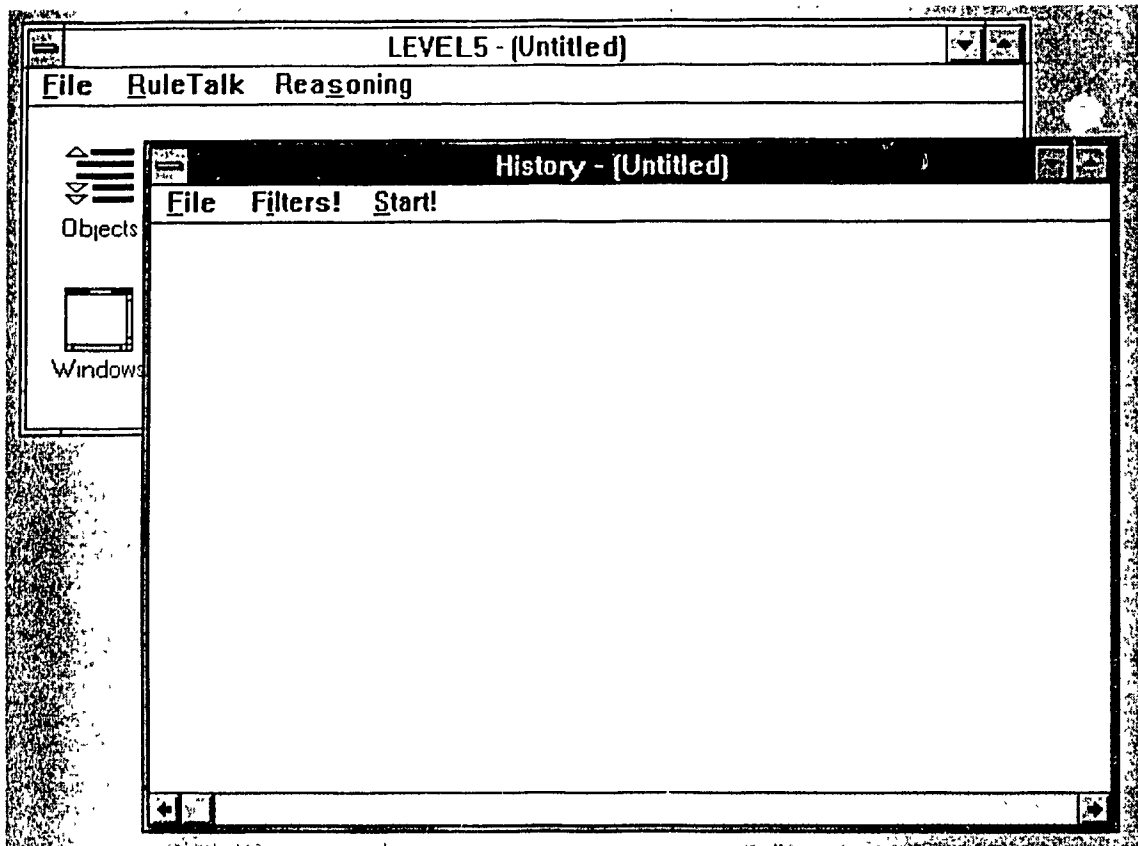 LEVEL5 - (Untitled)
File RuleTalk Reasoning
History - (Untitled)
File Filters! Start!
Objects
Windows